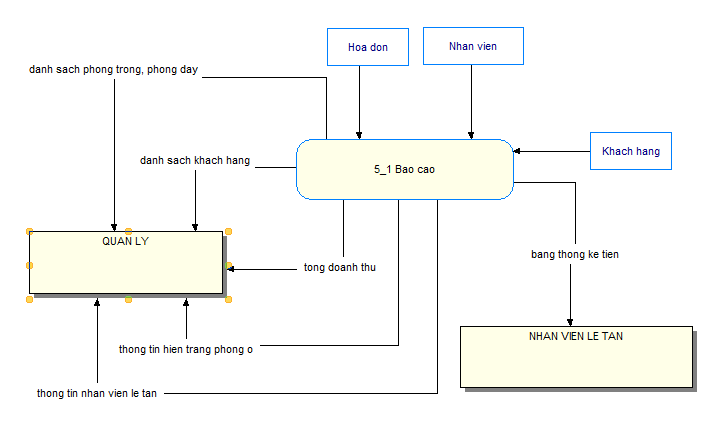 Hoa don
Nhan vien
danh sach phong trong, phong day
danh sach khach hang
5_1 Bao cao
Khach hang
QUAN LY
bang thong ke tien
tong doanh thu
NHAN VIEN LE TAN
thong tin hien trang phong o
thong tin nhan vien le tan